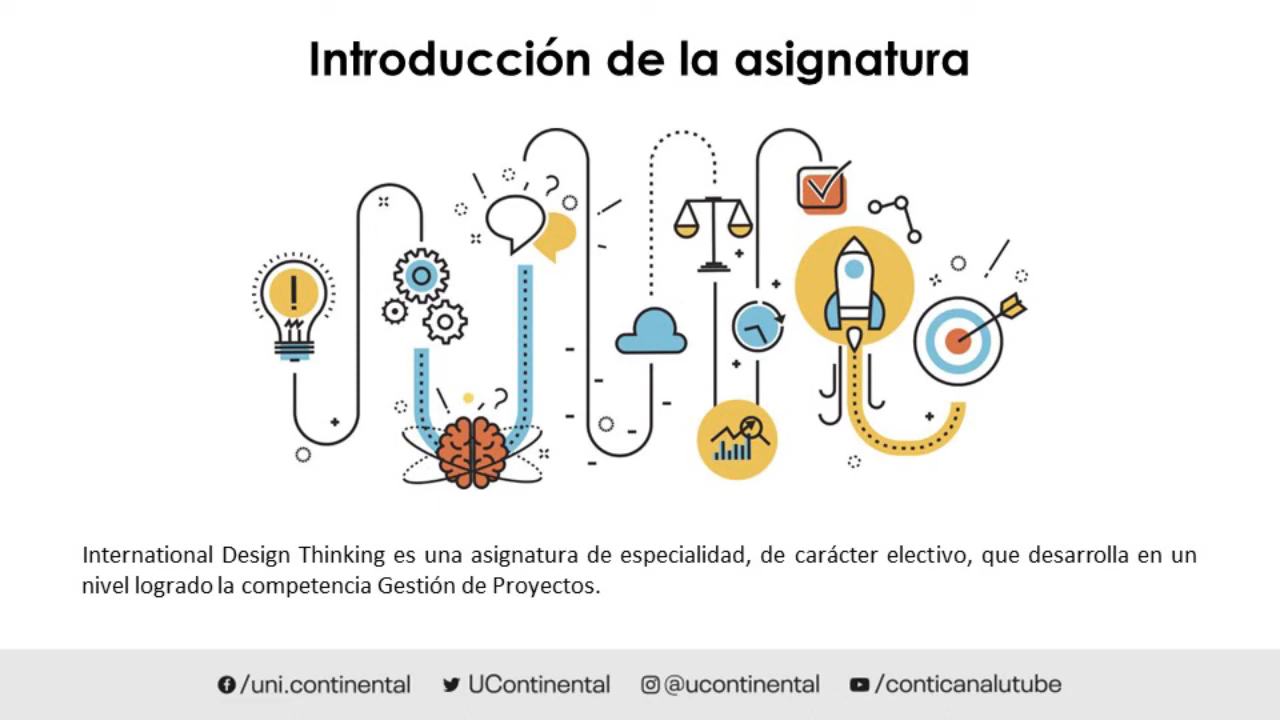 Introducción de la asignatura
International Design Thinking es una asignatura de especialidad, de carácter electivo, que desarrolla en un
nivel logrado la competencia Gestión de Proyectos.
/uni.continental UContinental @ucontinental /conticanalutube